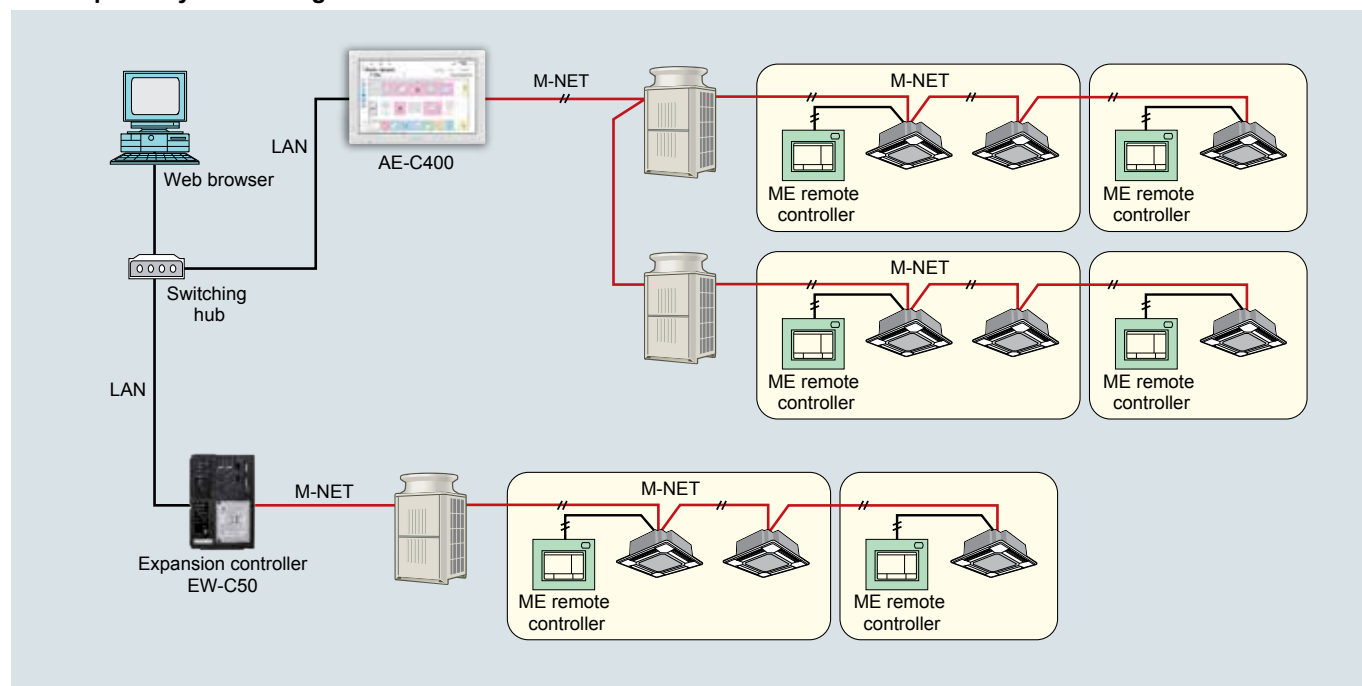 M-NET
M-NET
M-NET
LAN
AE-C400
Web browser
ME remote
controller
ME remote
controller
M-NET
Switching
hub
ME remote
controller
ME remote
controller
LAN
M-NET
M-NET
Expansion controller
EW-C50
ME remote
controller
ME remote
controller